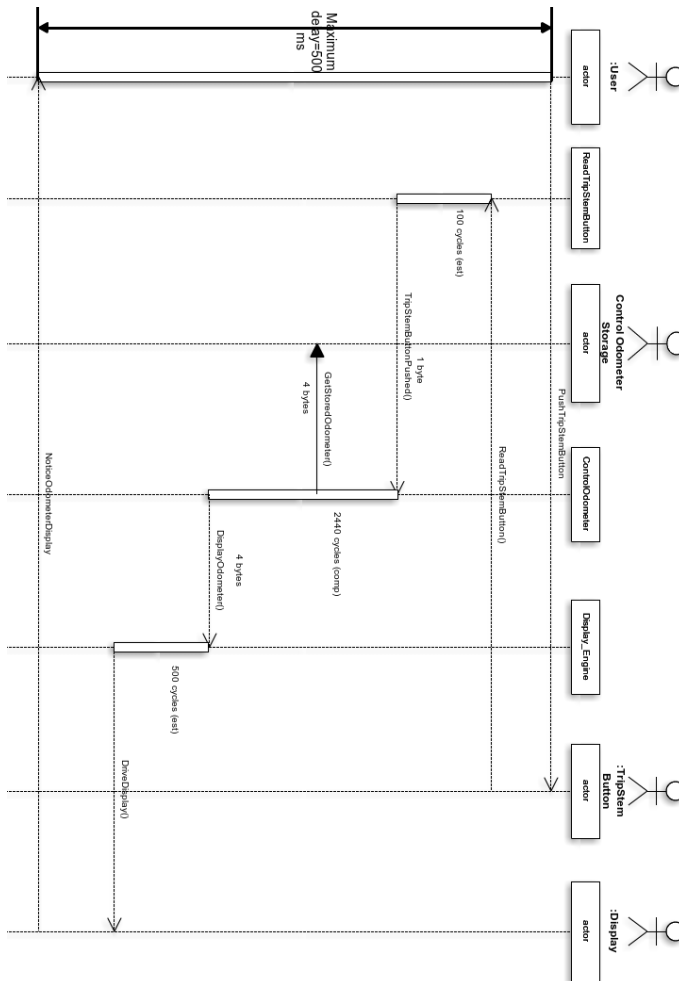 :User
actor
ReadTripStemButton
Control Odometer
Storage
actor
ControlOdometer
Display_Engine
:TripStem
Button
actor
:Display
actor
Maximum
delay=500
ms
PushTripStemButton
ReadTripStemButton()
100 cycles (est)
1 byte
TripStemButtonPushed()
2440 cycles (comp)
GetStoredOdometer()
4 bytes
4 bytes
DisplayOdometer()
500 cycles (est)
DriveDisplay()
NoticeOdometerDisplay